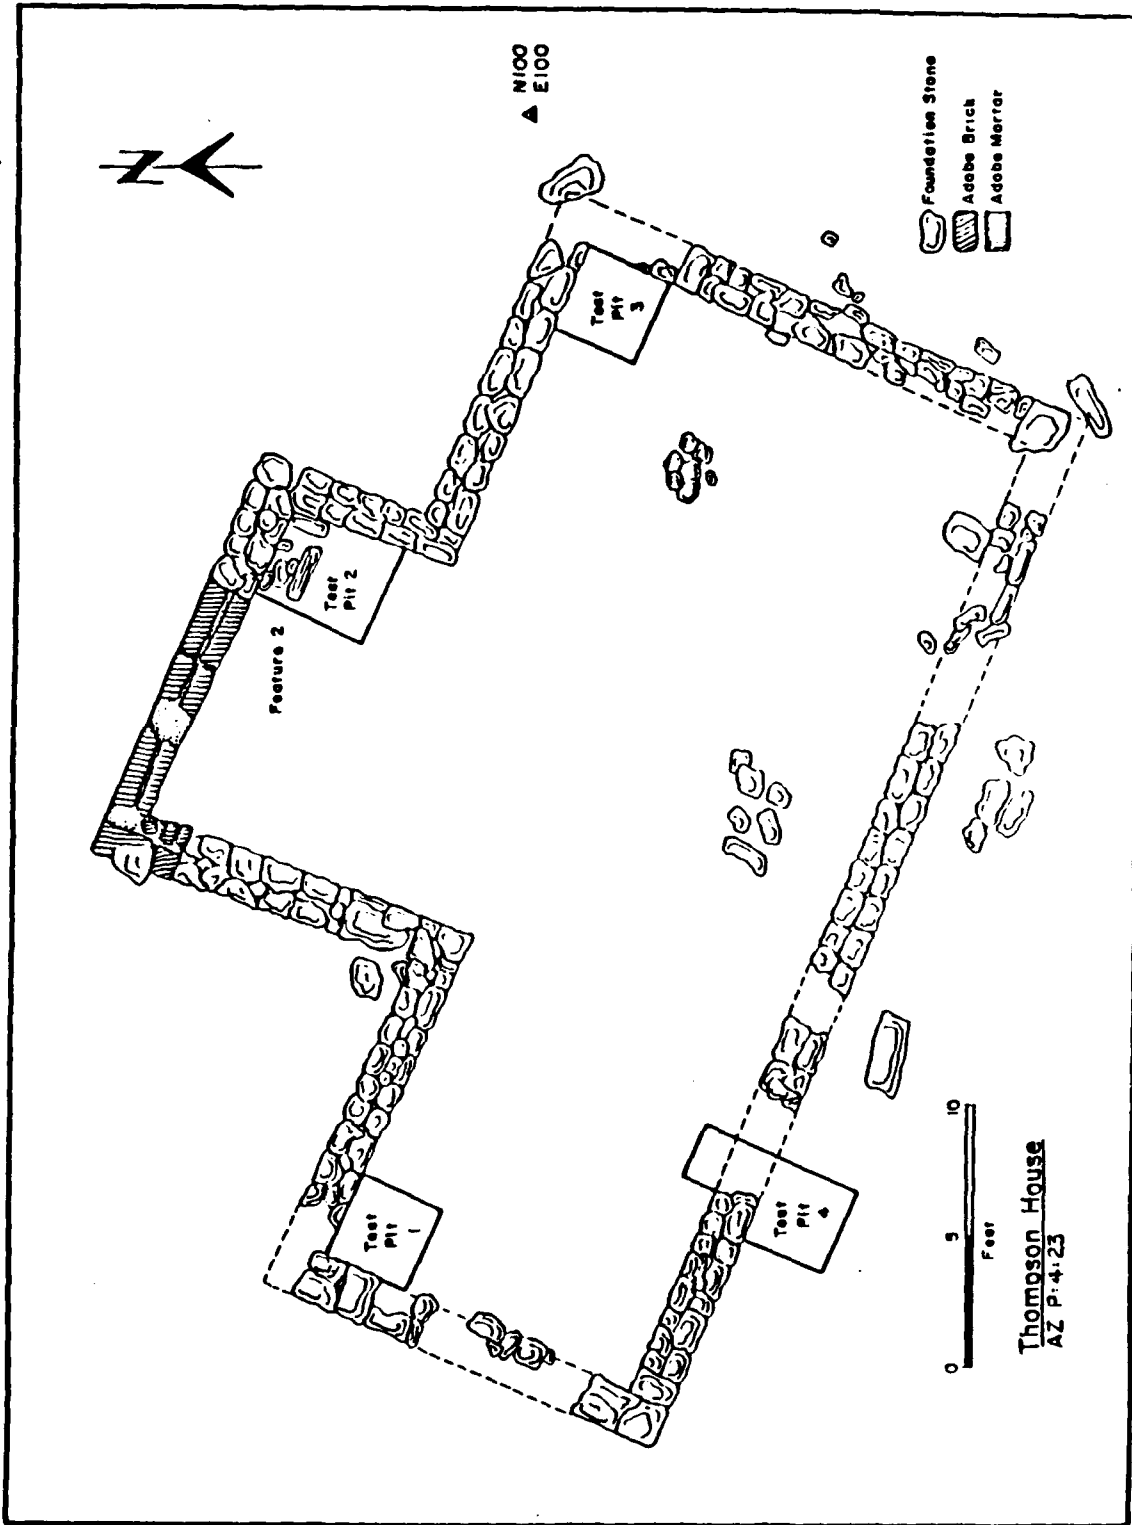 N
N100
E100
Foundation Stone
Adobe Brick
Adobe Mortar
Test
Pit
3
Test
Pit 2
Feature 2
Test
Pit
1
Test
Pit
4
0 5 10
Feet
Thompson House
AZ P:4:23